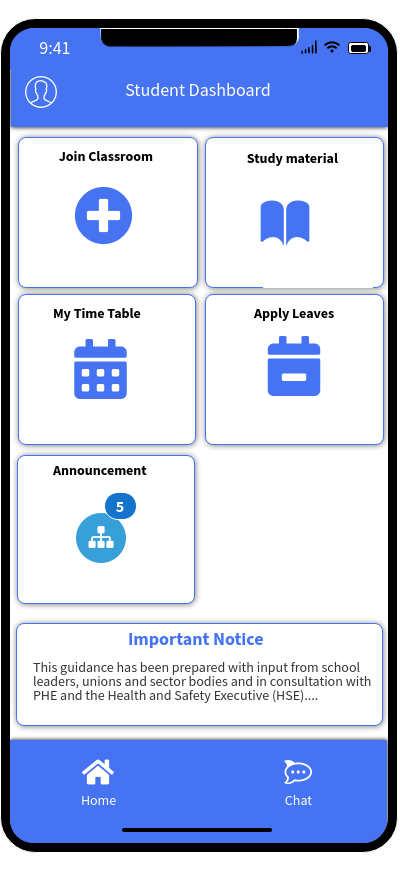 9:41
Student Dashboard
Join Classroom
Study material
My Time Table
Apply Leaves
Announcement
5
Important Notice
This guidance has been prepared with input from school
leaders, unions and sector bodies and in consultation with
PHE and the Health and Safety Executive (HSE)....
Home
Chat